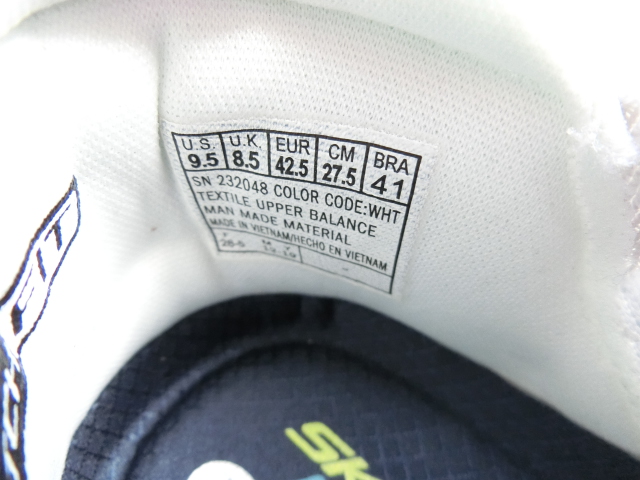 U.S. U.K. EUR CM BRA
9.5 8.5 42.5 27.5 41
SN 232048 COLOR CODE:WHT
TEXTILE UPPER BALANCE
MAN MADE MATERIAL
MADE IN VIETNAM/HECHO EN VIETNAM
SK